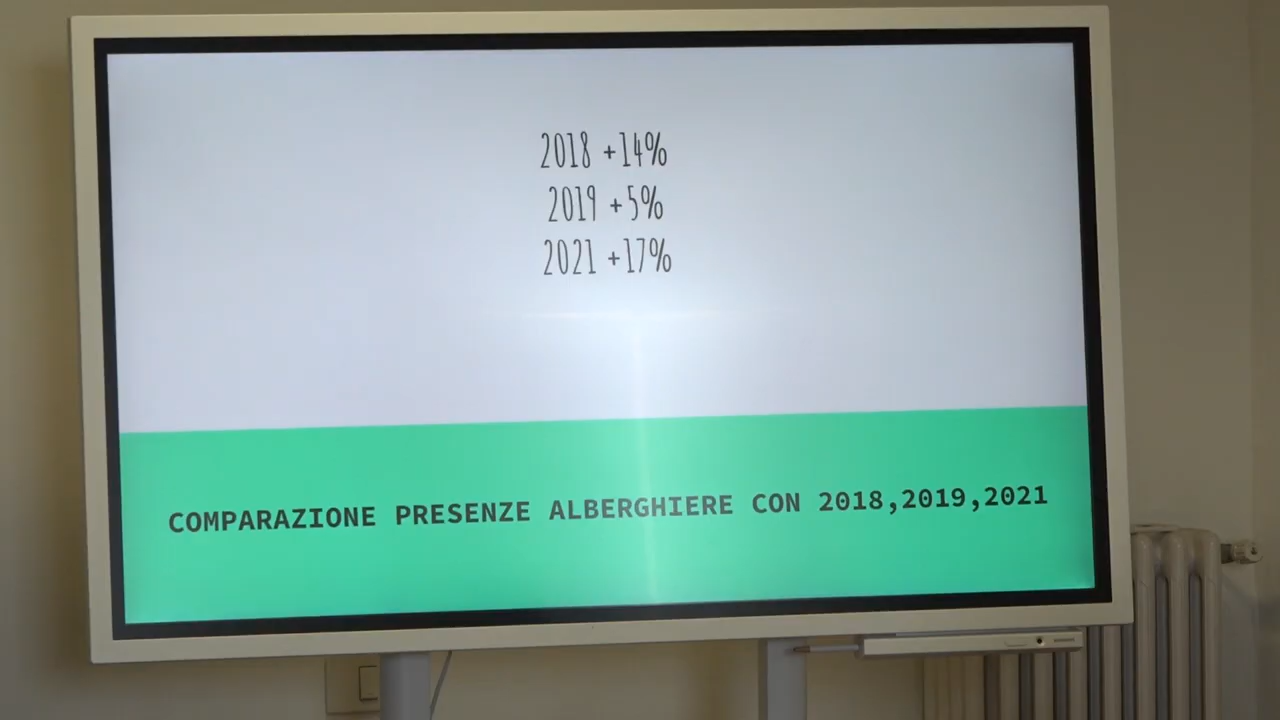 2018 +14%
2019 +5%
2021 +17%
COMPARAZIONE PRESENZE ALBERGHIERE CON 2018,2019,2021